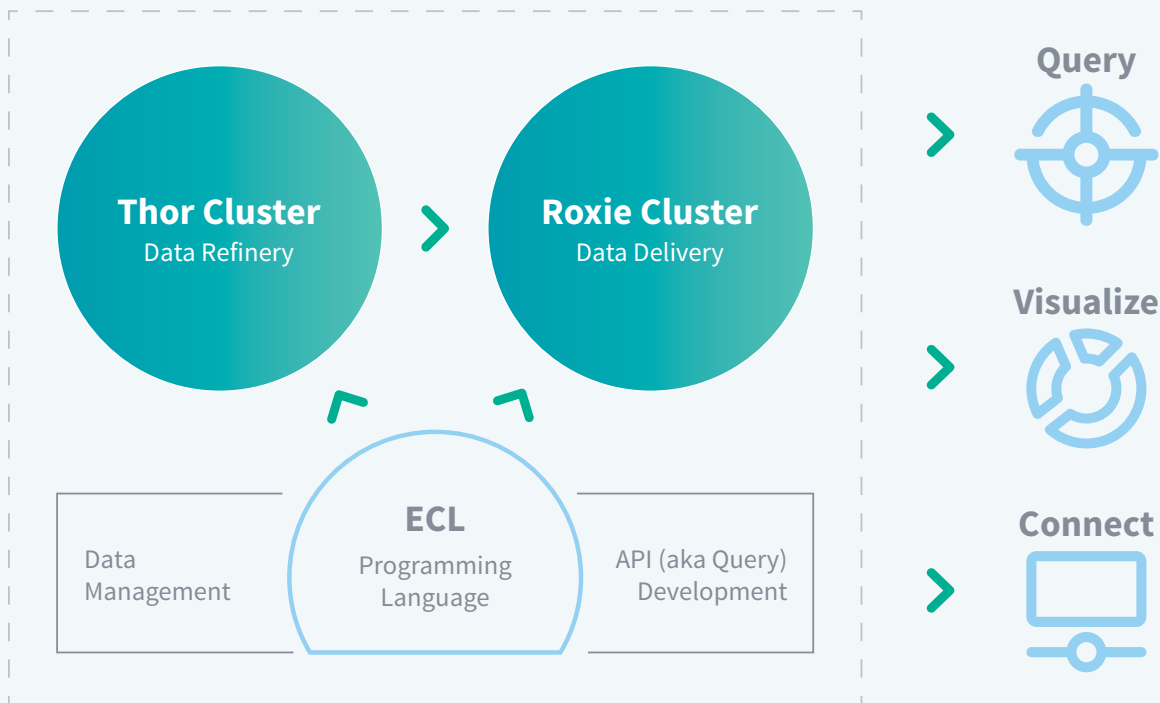 Thor Cluster
Data Refinery
Roxie Cluster
Data Delivery
ECL
Programming
Language
Data
Management
API (aka Query)
Development
Query
Visualize
Connect